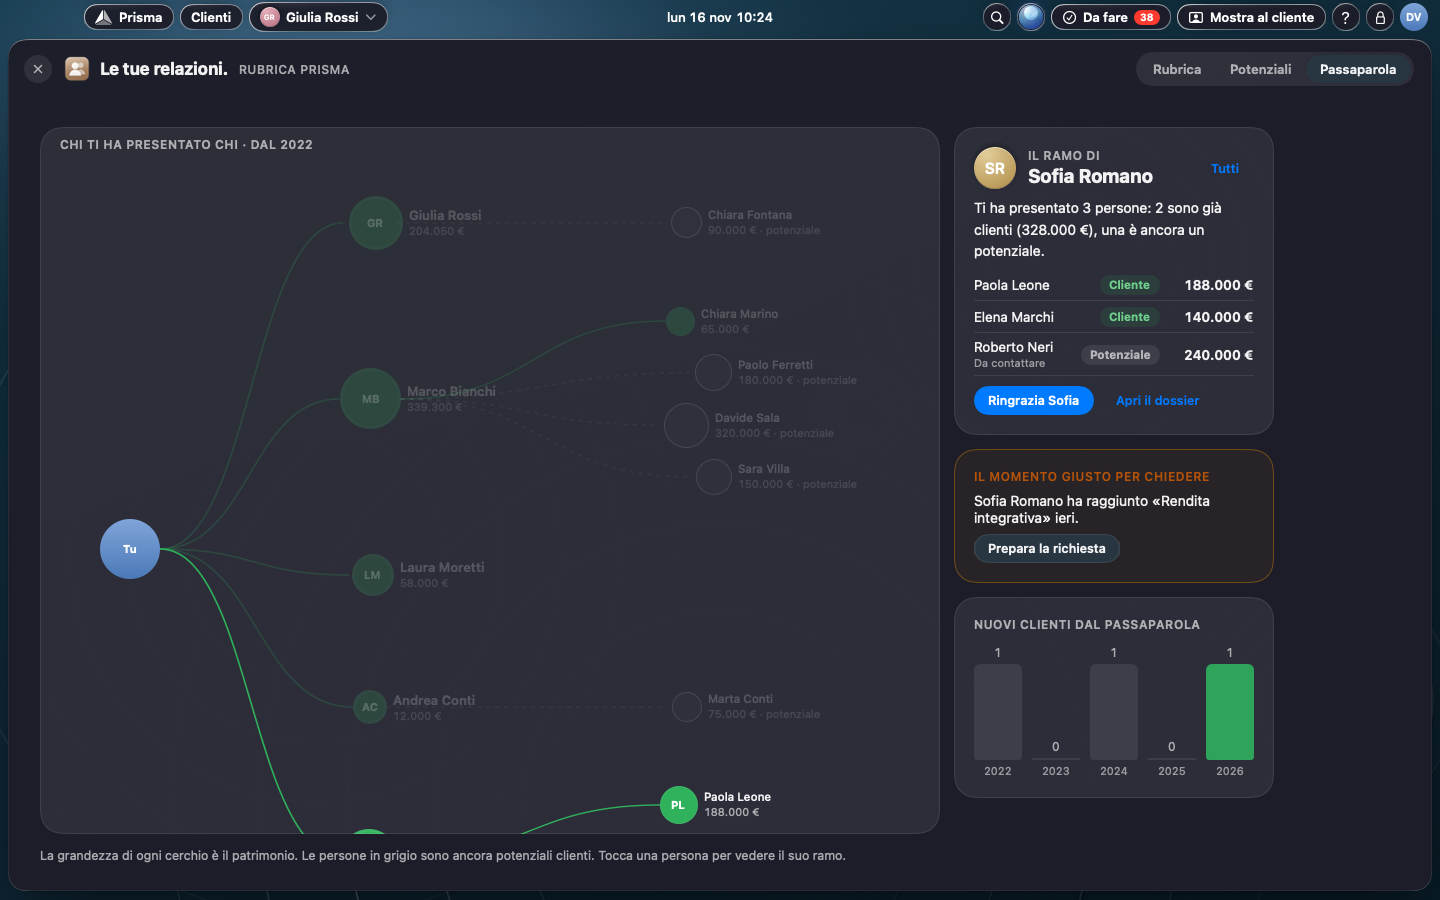 Prisma
Clienti
GR Giulia Rossi
lun 16 nov 10:24
Da fare 38
Mostra al cliente
?
DV
Le tue relazioni. RUBRICA PRISMA
Rubrica
Potenziali
Passaparola
CHI TI HA PRESENTATO CHI · DAL 2022
Tu
GR
Giulia Rossi
204.050 €
Chiara Fontana
90.000 € · potenziale
MB
Marco Bianchi
339.300 €
Chiara Marino
65.000 €
Paolo Ferretti
180.000 € · potenziale
Davide Sala
320.000 € · potenziale
Sara Villa
150.000 € · potenziale
LM
Laura Moretti
58.000 €
AC
Andrea Conti
12.000 €
Marta Conti
75.000 € · potenziale
PL
Paola Leone
188.000 €
La grandezza di ogni cerchio è il patrimonio. Le persone in grigio sono ancora potenziali clienti. Tocca una persona per vedere il suo ramo.
SR
IL RAMO DI
Sofia Romano
Tutti
Ti ha presentato 3 persone: 2 sono già
clienti (328.000 €), una è ancora un
potenziale.
Paola Leone Cliente 188.000 €
Elena Marchi Cliente 140.000 €
Roberto Neri Potenziale 240.000 €
Da contattare
Ringrazia Sofia
Apri il dossier
IL MOMENTO GIUSTO PER CHIEDERE
Sofia Romano ha raggiunto «Rendita
integrativa» ieri.
Prepara la richiesta
NUOVI CLIENTI DAL PASSAPAROLA
1 0 1 0 1
2022 2023 2024 2025 2026